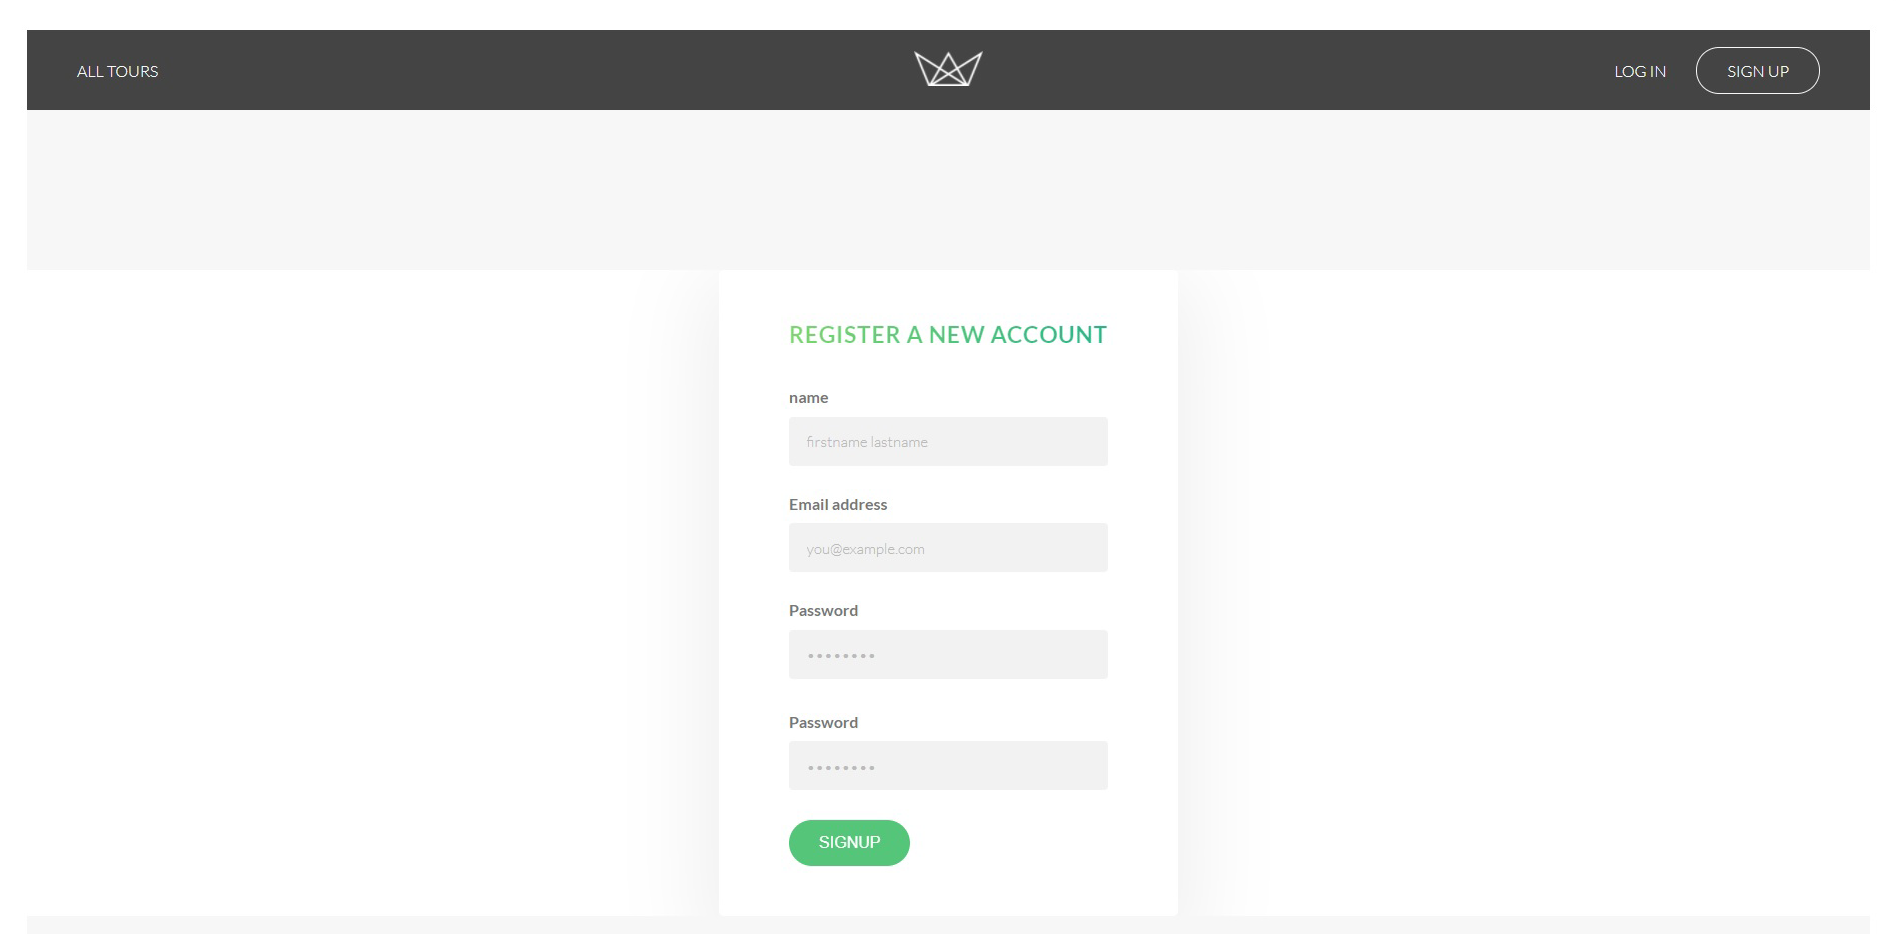 ALL TOURS
LOG IN
SIGN UP
REGISTER A NEW ACCOUNT
name
firstname lastname
Email address
you@example.com
Password
••••••••
Password
••••••••
SIGNUP